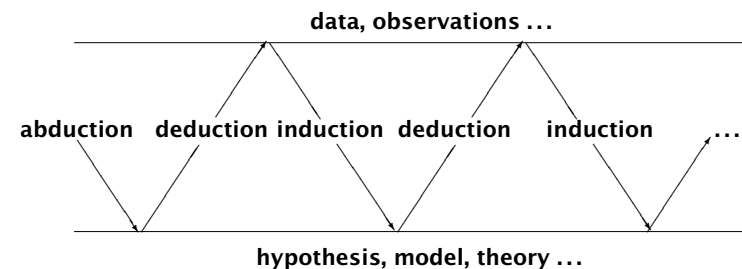 data, observations ...
abduction deduction induction deduction induction ...
hypothesis, model, theory ...